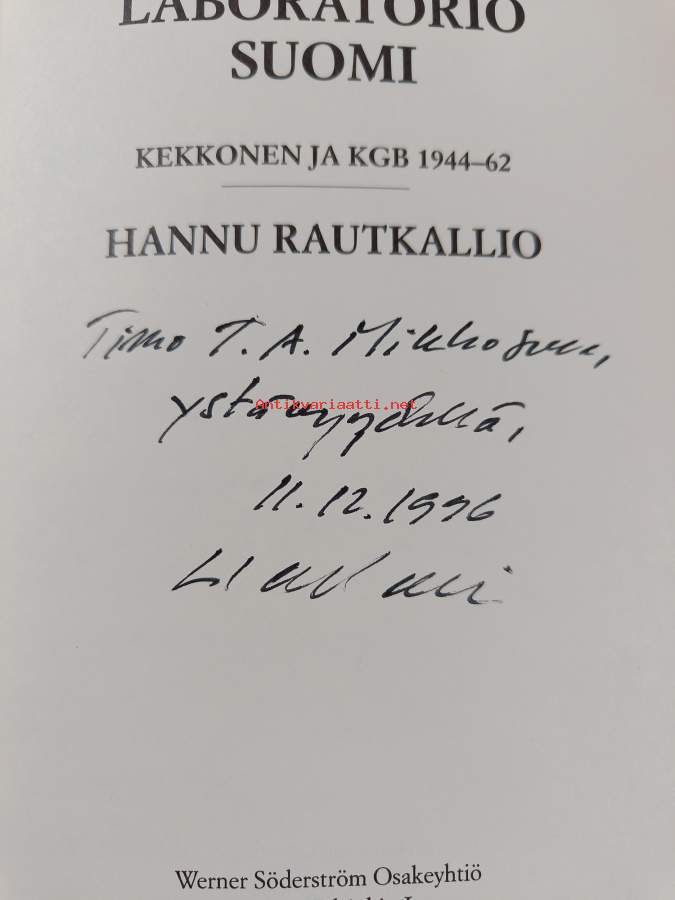 LABORATORIO
SUOMI
KEKKONEN JA KGB 1944–62
HANNU RAUTKALLIO
Timo T. A. Mikkoselle,
ystävyydellä,
Antikvariaatti.net
11.12.1996
Werner Söderström Osakeyhtiö